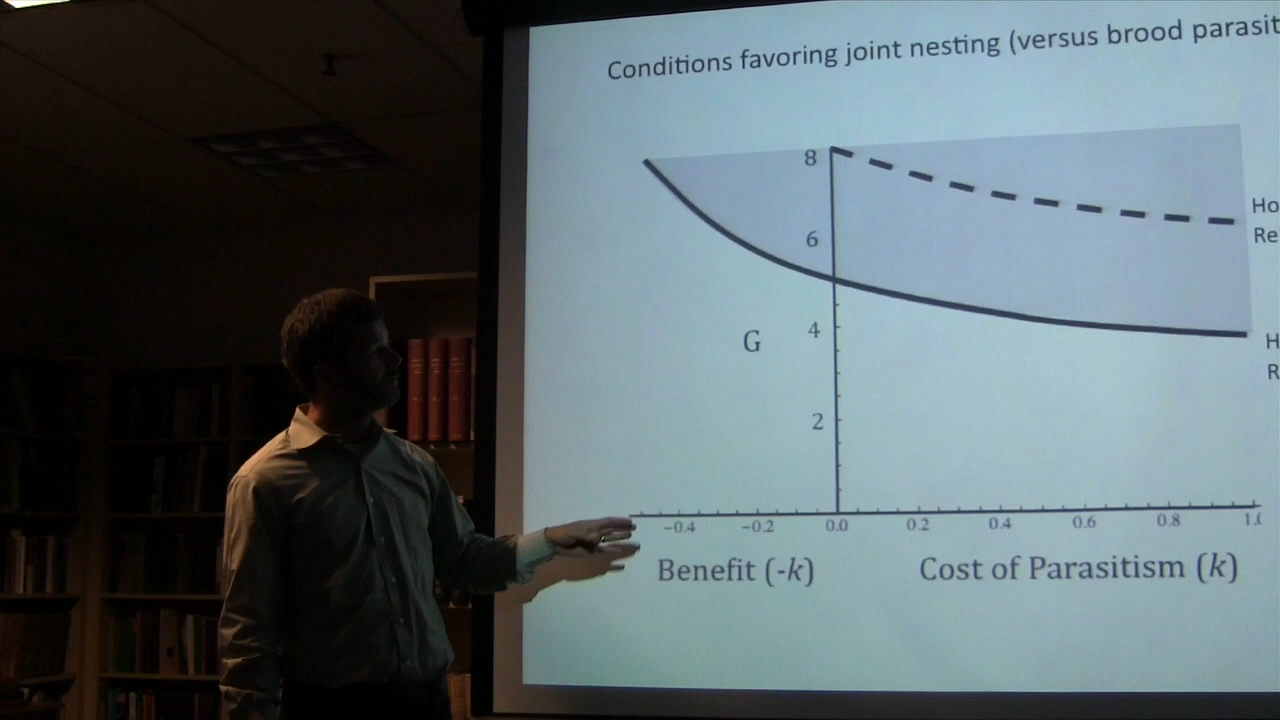 Conditions favoring joint nesting (versus brood parasit
8
6
4
2
G
Ho
Re
H
R
-0.4 -0.2 0.0 0.2 0.4 0.6 0.8
Benefit (-k) Cost of Parasitism (k)